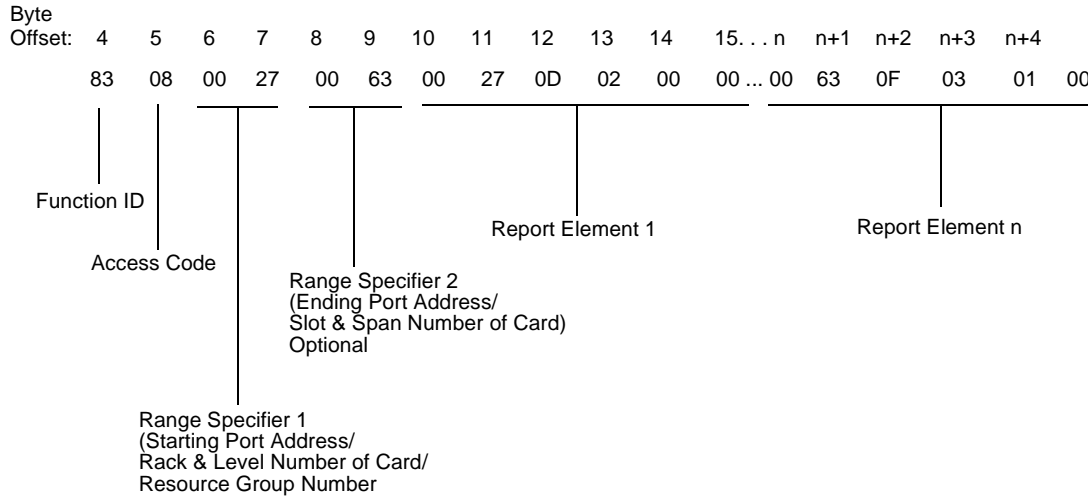 Byte
Offset: 4 5 6 7 8 9 10 11 12 13 14 15. . . n n+1 n+2 n+3 n+4
83 08 00 27 00 63 00 27 0D 02 00 00 ... 00 63 0F 03 01 00
Function ID
Report Element 1
Report Element n
Access Code
Range Specifier 2
(Ending Port Address/
Slot & Span Number of Card)
Optional
Range Specifier 1
(Starting Port Address/
Rack & Level Number of Card/
Resource Group Number